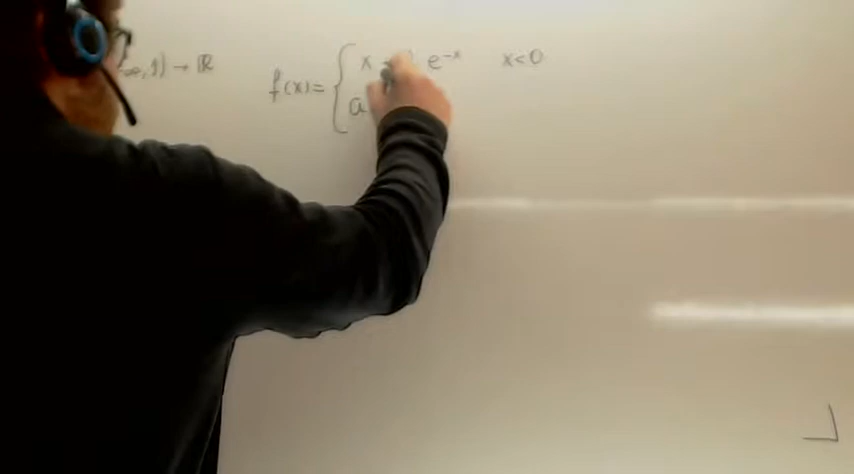 ∞, 1) → ℝ
f(x) = { x e^{-x} x < 0
a